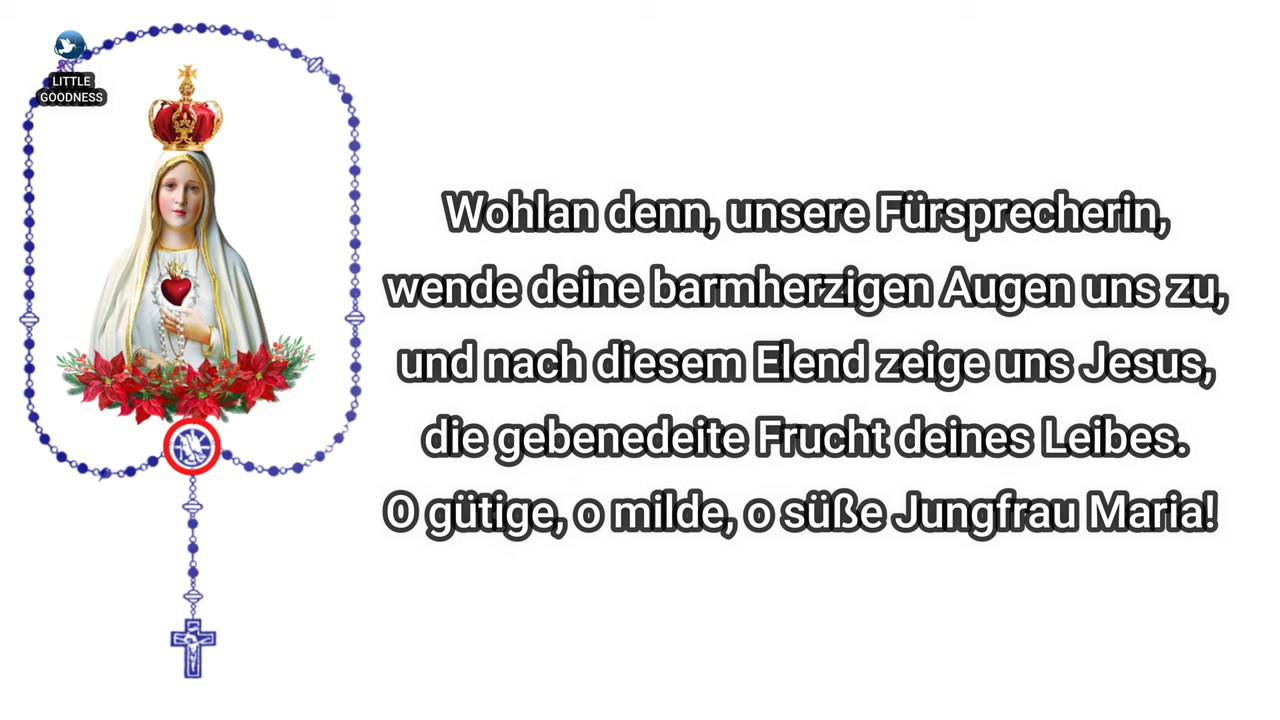 LITTLE
GOODNESS
Wohlan denn, unsere Fürsprecherin,
wende deine barmherzigen Augen uns zu,
und nach diesem Elend zeige uns Jesus,
die gebenedeite Frucht deines Leibes.
O gütige, o milde, o süße Jungfrau Maria!